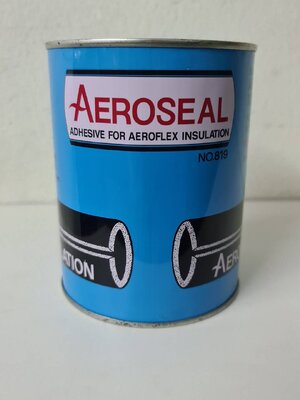 AEROSEAL
ADHESIVE FOR AEROFLEX INSULATION
NO.819
ATION
AERO